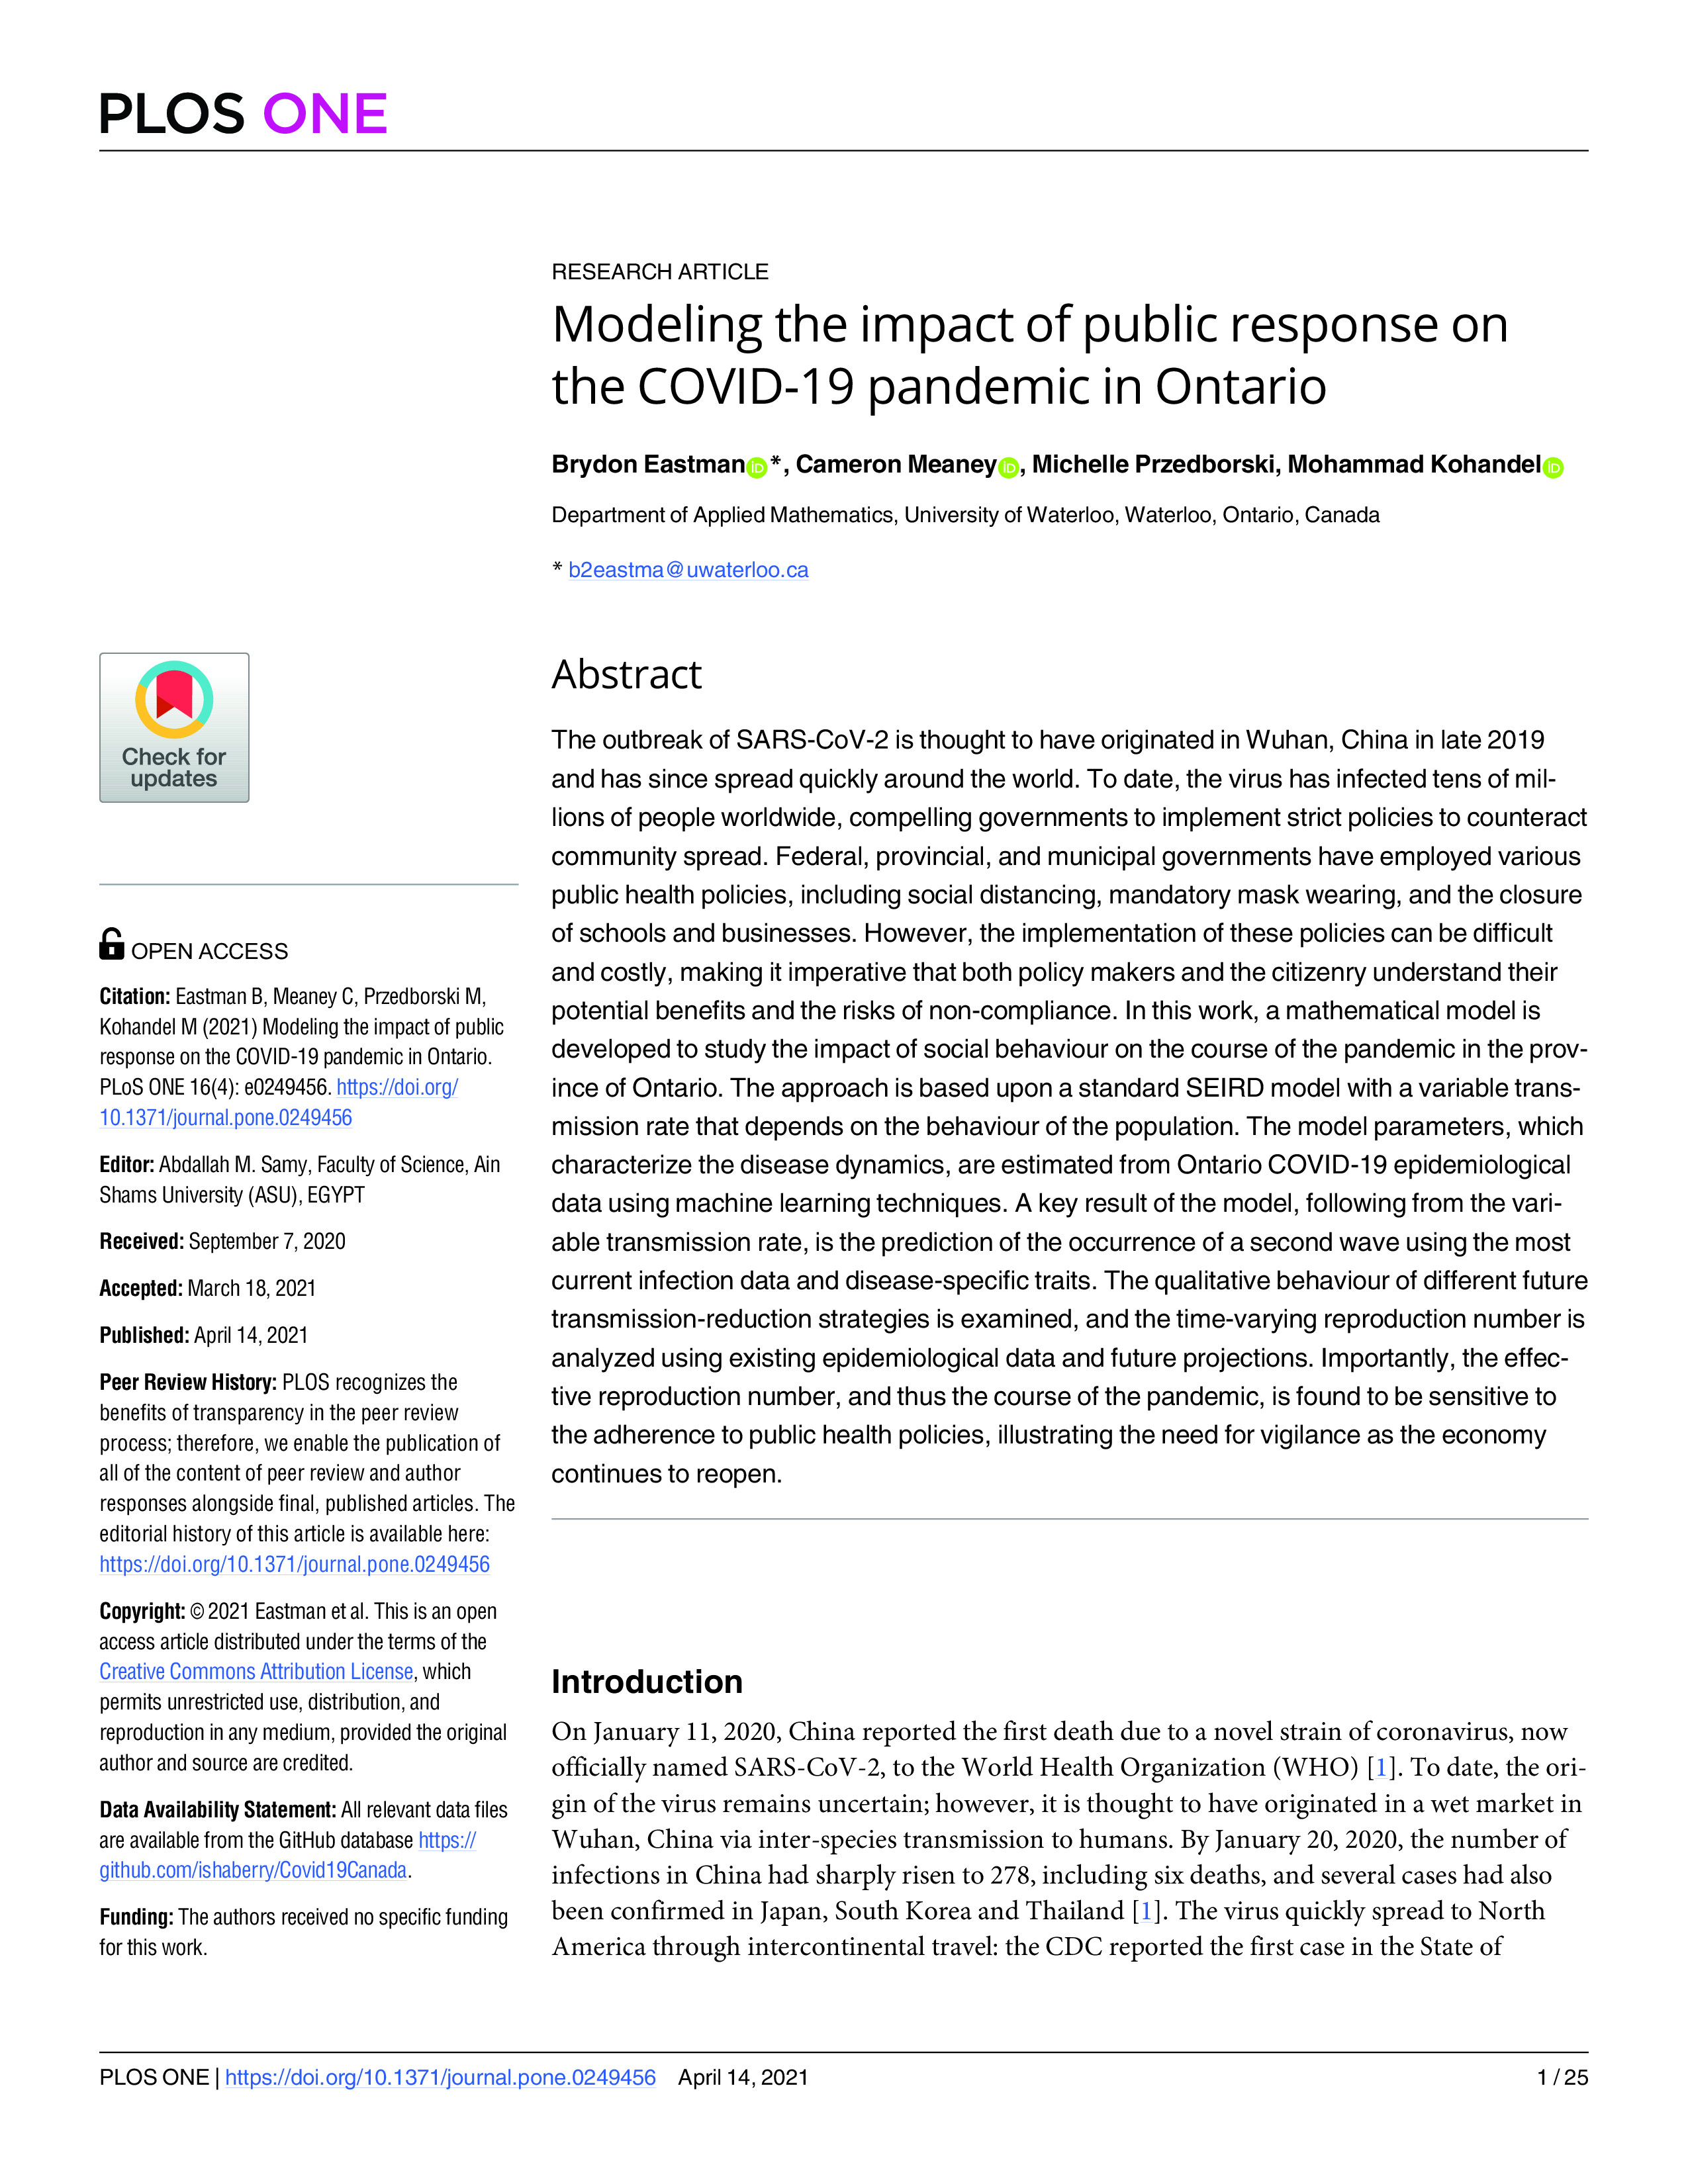 PLOS ONE
RESEARCH ARTICLE
Modeling the impact of public response on
the COVID-19 pandemic in Ontario
Brydon Eastman iD *, Cameron Meaney iD, Michelle Przedborski, Mohammad Kohandel iD
Department of Applied Mathematics, University of Waterloo, Waterloo, Ontario, Canada
* b2eastma@uwaterloo.ca
Check for
updates
OPEN ACCESS
Citation: Eastman B, Meaney C, Przedborski M,
Kohandel M (2021) Modeling the impact of public
response on the COVID-19 pandemic in Ontario.
PLoS ONE 16(4): e0249456. https://doi.org/
10.1371/journal.pone.0249456
Editor: Abdallah M. Samy, Faculty of Science, Ain
Shams University (ASU), EGYPT
Received: September 7, 2020
Accepted: March 18, 2021
Published: April 14, 2021
Peer Review History: PLOS recognizes the
benefits of transparency in the peer review
process; therefore, we enable the publication of
all of the content of peer review and author
responses alongside final, published articles. The
editorial history of this article is available here:
https://doi.org/10.1371/journal.pone.0249456
Copyright: © 2021 Eastman et al. This is an open
access article distributed under the terms of the
Creative Commons Attribution License, which
permits unrestricted use, distribution, and
reproduction in any medium, provided the original
author and source are credited.
Data Availability Statement: All relevant data files
are available from the GitHub database https://
github.com/ishaberry/Covid19Canada.
Funding: The authors received no specific funding
for this work.
Abstract
The outbreak of SARS-CoV-2 is thought to have originated in Wuhan, China in late 2019
and has since spread quickly around the world. To date, the virus has infected tens of mil-
lions of people worldwide, compelling governments to implement strict policies to counteract
community spread. Federal, provincial, and municipal governments have employed various
public health policies, including social distancing, mandatory mask wearing, and the closure
of schools and businesses. However, the implementation of these policies can be difficult
and costly, making it imperative that both policy makers and the citizenry understand their
potential benefits and the risks of non-compliance. In this work, a mathematical model is
developed to study the impact of social behaviour on the course of the pandemic in the prov-
ince of Ontario. The approach is based upon a standard SEIRD model with a variable trans-
mission rate that depends on the behaviour of the population. The model parameters, which
characterize the disease dynamics, are estimated from Ontario COVID-19 epidemiological
data using machine learning techniques. A key result of the model, following from the vari-
able transmission rate, is the prediction of the occurrence of a second wave using the most
current infection data and disease-specific traits. The qualitative behaviour of different future
transmission-reduction strategies is examined, and the time-varying reproduction number is
analyzed using existing epidemiological data and future projections. Importantly, the effec-
tive reproduction number, and thus the course of the pandemic, is found to be sensitive to
the adherence to public health policies, illustrating the need for vigilance as the economy
continues to reopen.
Introduction
On January 11, 2020, China reported the first death due to a novel strain of coronavirus, now
officially named SARS-CoV-2, to the World Health Organization (WHO) [1]. To date, the ori-
gin of the virus remains uncertain; however, it is thought to have originated in a wet market in
Wuhan, China via inter-species transmission to humans. By January 20, 2020, the number of
infections in China had sharply risen to 278, including six deaths, and several cases had also
been confirmed in Japan, South Korea and Thailand [1]. The virus quickly spread to North
America through intercontinental travel: the CDC reported the first case in the State of
PLOS ONE | https://doi.org/10.1371/journal.pone.0249456 April 14, 2021 1 / 25